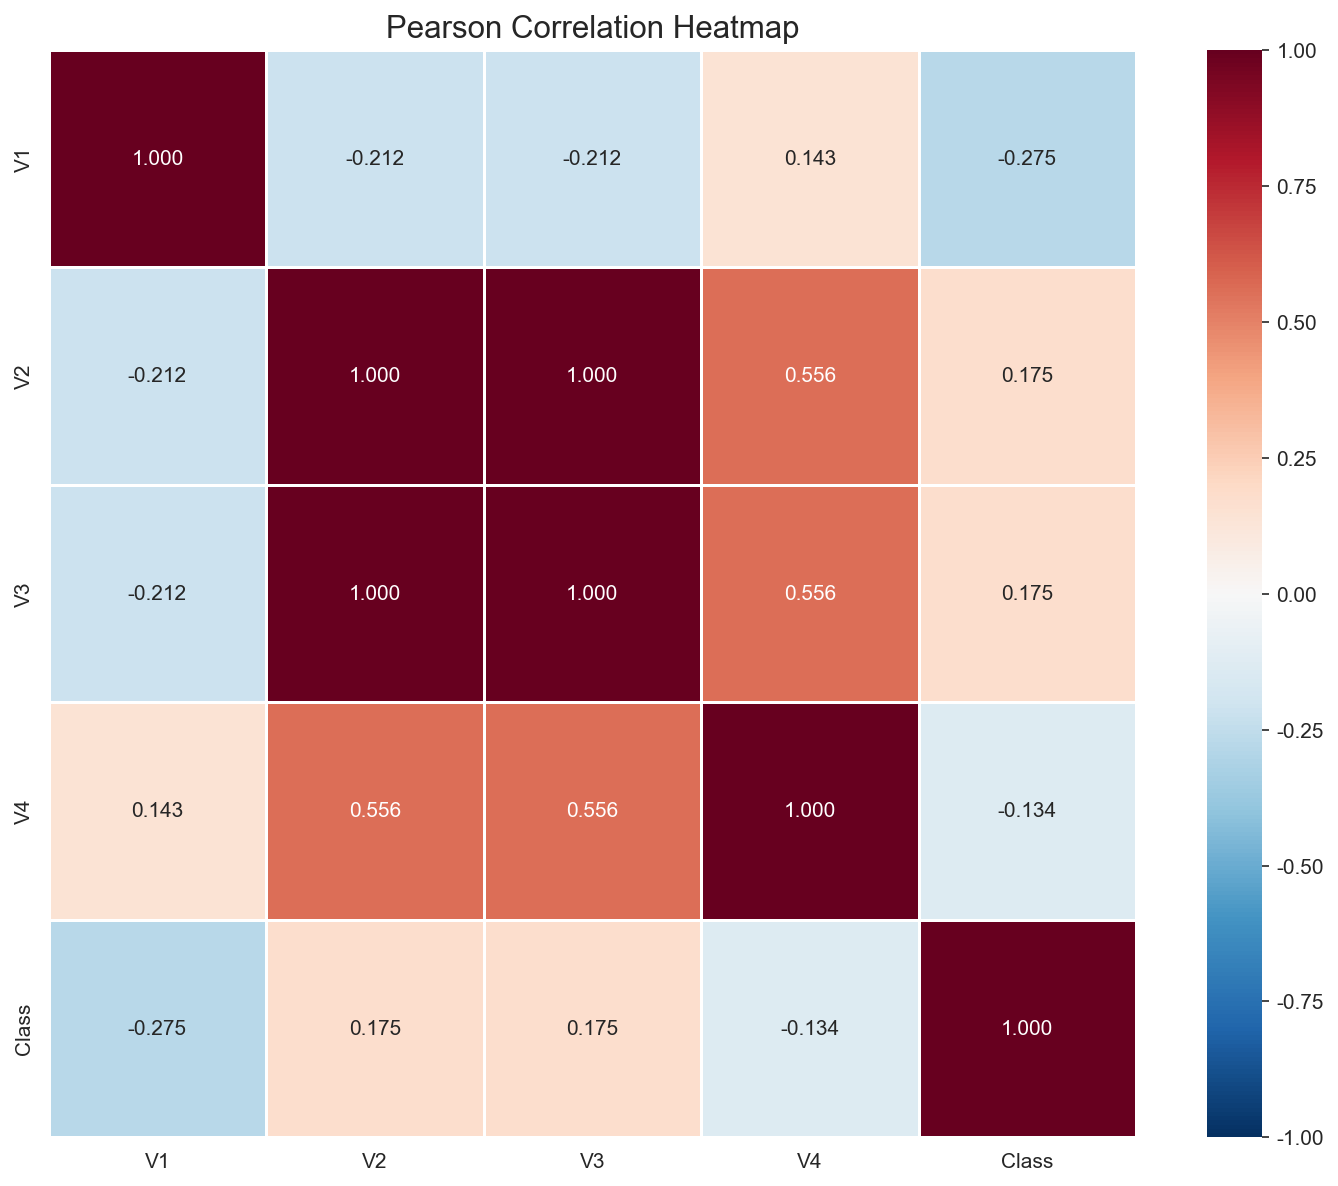 Pearson Correlation Heatmap
V1 1.000 -0.212 -0.212 0.143 -0.275
V2 -0.212 1.000 1.000 0.556 0.175
V3 -0.212 1.000 1.000 0.556 0.175
V4 0.143 0.556 0.556 1.000 -0.134
Class -0.275 0.175 0.175 -0.134 1.000
V1 V2 V3 V4 Class
1.00
0.75
0.50
0.25
0.00
-0.25
-0.50
-0.75
-1.00